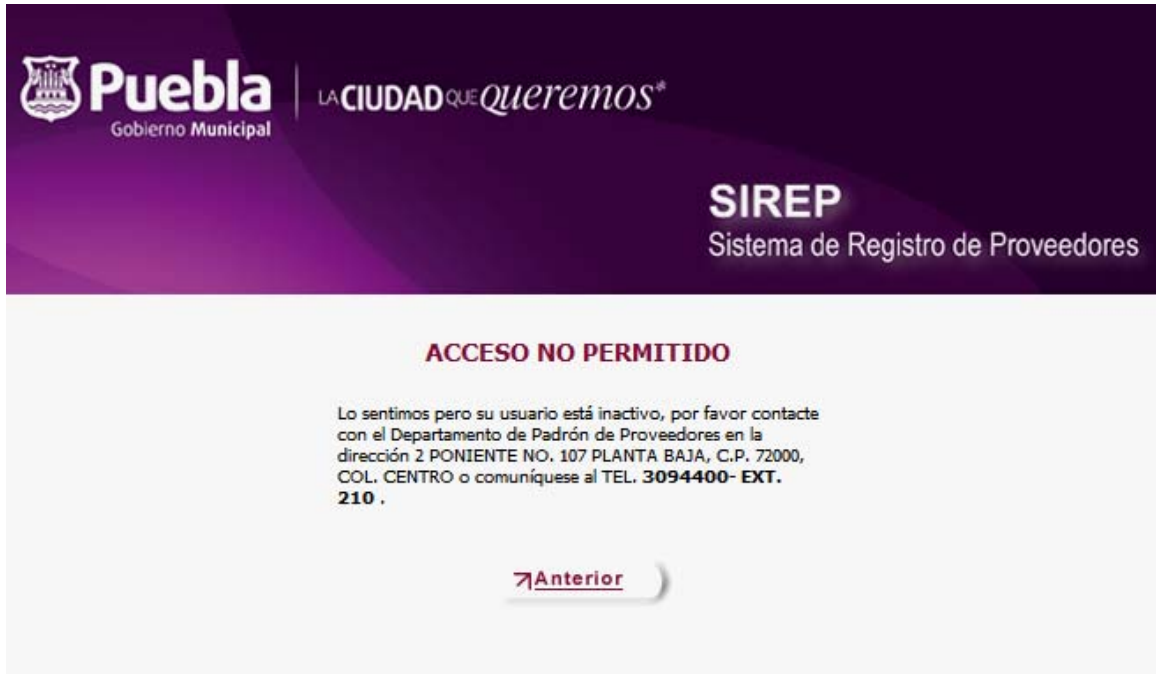 Puebla
Gobierno Municipal
LA CIUDAD QUE queremos*
SIREP
Sistema de Registro de Proveedores
ACCESO NO PERMITIDO
Lo sentimos pero su usuario está inactivo, por favor contacte
con el Departamento de Padrón de Proveedores en la
dirección 2 PONIENTE NO. 107 PLANTA BAJA, C.P. 72000,
COL. CENTRO o comuníquese al TEL. 3094400- EXT.
210 .
Anterior